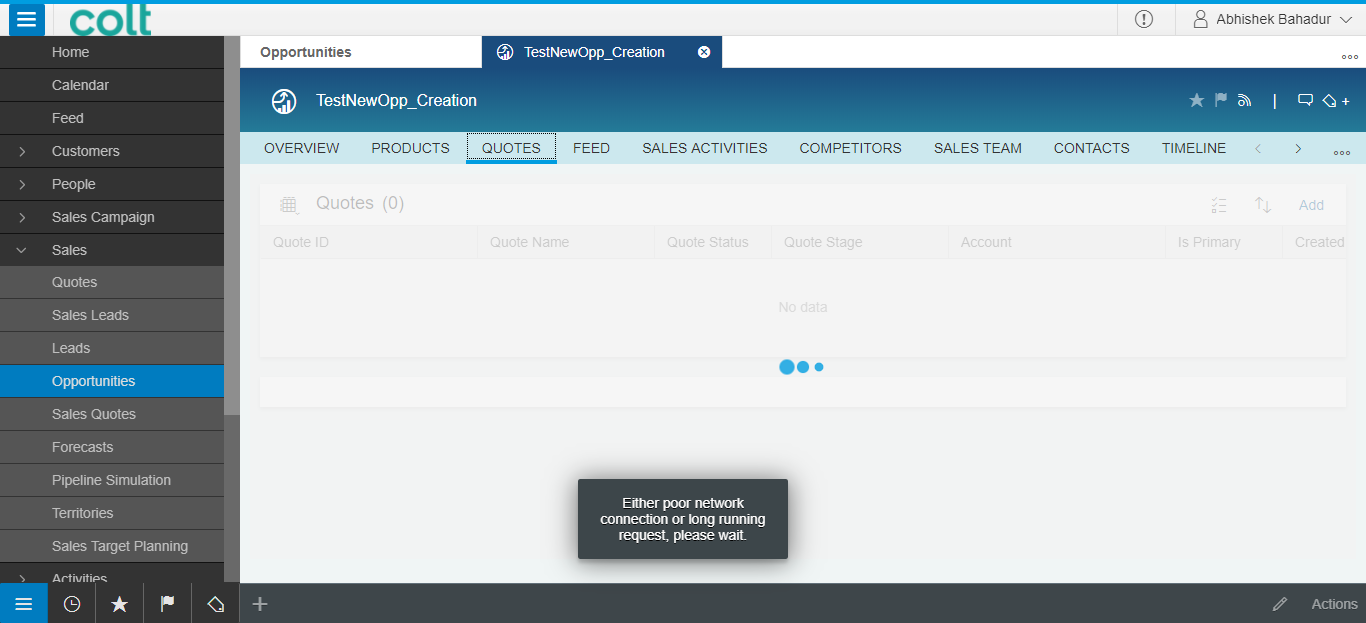 colt
Abhishek Bahadur
Home
Calendar
Feed
Customers
People
Sales Campaign
Sales
Quotes
Sales Leads
Leads
Opportunities
Sales Quotes
Forecasts
Pipeline Simulation
Territories
Sales Target Planning
Activities
Opportunities
TestNewOpp_Creation
TestNewOpp_Creation
OVERVIEW PRODUCTS QUOTES FEED SALES ACTIVITIES COMPETITORS SALES TEAM CONTACTS TIMELINE
Quotes (0)
Add
Quote ID Quote Name Quote Status Quote Stage Account Is Primary Created
No data
Either poor network
connection or long running
request, please wait.
Actions